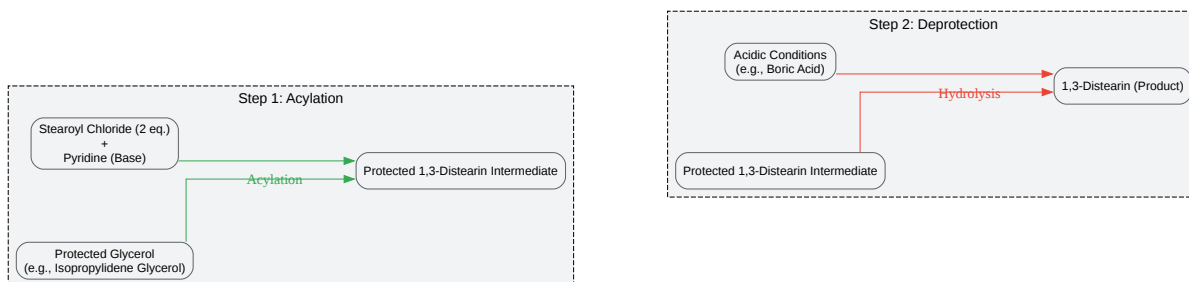 Step 1: Acylation
Stearoyl Chloride (2 eq.)
+
Pyridine (Base)
Acylation
Protected 1,3-Distearin Intermediate
Protected Glycerol
(e.g., Isopropylidene Glycerol)
Step 2: Deprotection
Acidic Conditions
(e.g., Boric Acid)
Hydrolysis
1,3-Distearin (Product)
Protected 1,3-Distearin Intermediate